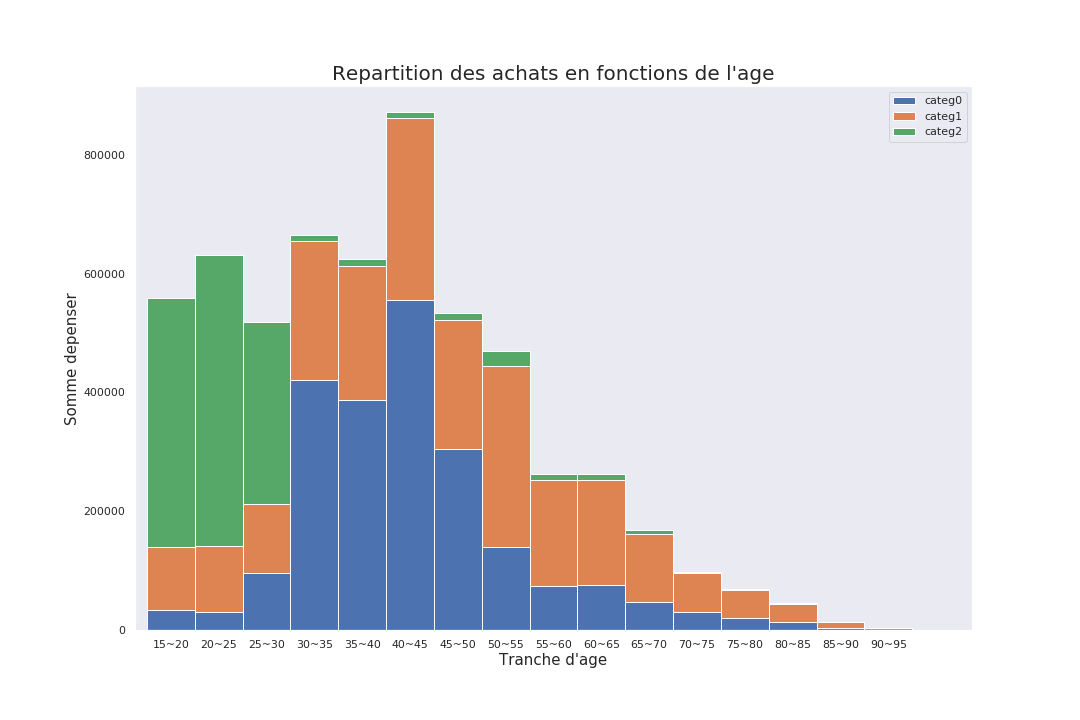 Repartition des achats en fonctions de l'age
categ0
categ1
categ2
800000
600000
400000
200000
0
Somme depenser
15~20 20~25 25~30 30~35 35~40 40~45 45~50 50~55 55~60 60~65 65~70 70~75 75~80 80~85 85~90 90~95
Tranche d'age